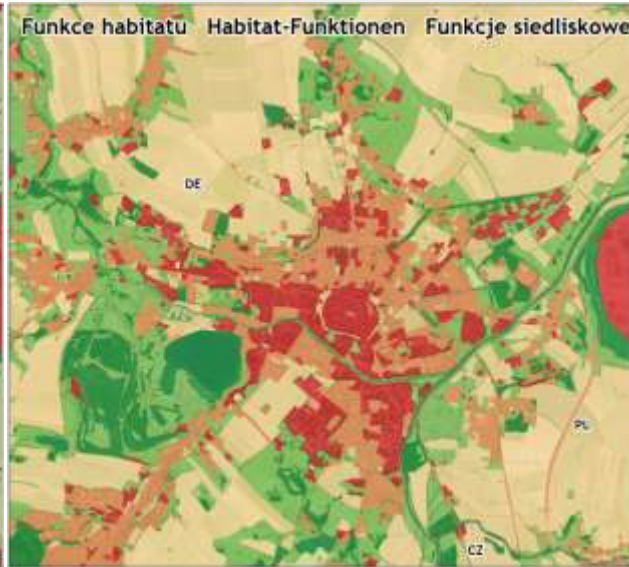 Funkce habitatu Habitat-Funktionen Funkcje siedliskowe
DE
PL
CZ